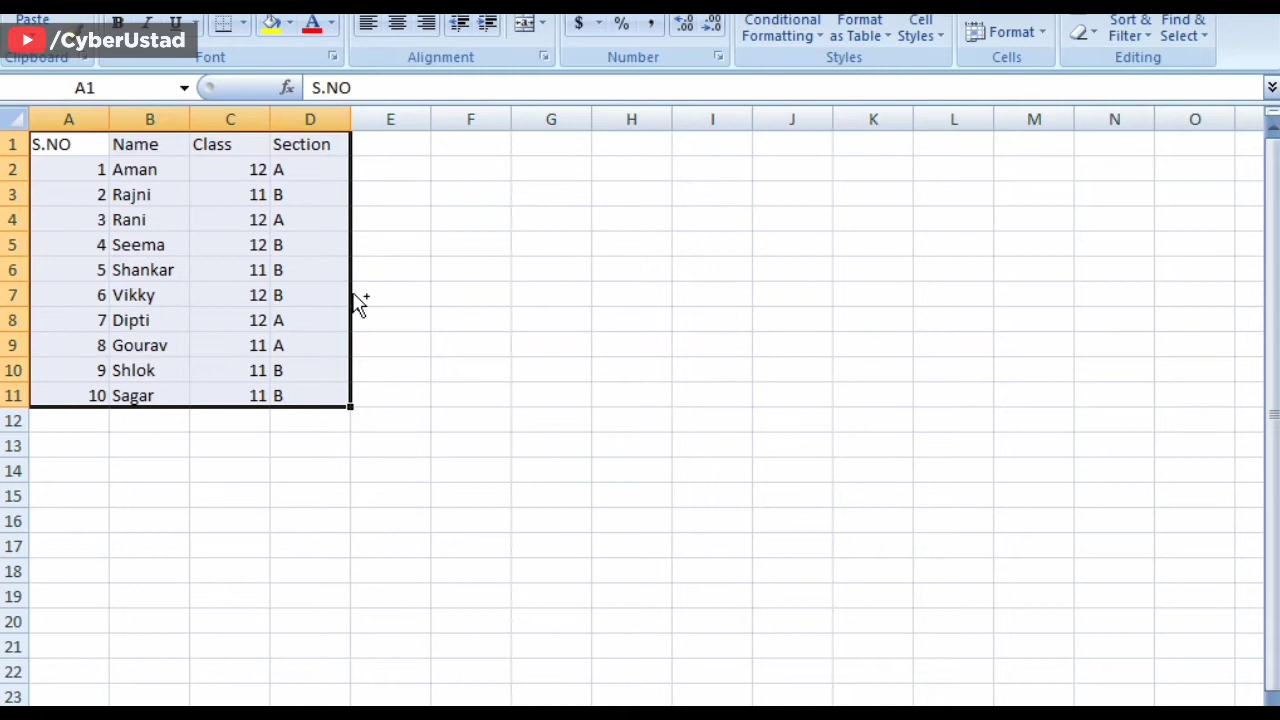 Paste
B I U
$ % ,
Conditional Format Cell
Formatting as Table Styles
Format
Sort & Find &
Filter Select
/CyberUstad
Clipboard Font Alignment Number Styles Cells Editing
A1 fx S.NO
A B C D E F G H I J K L M N O
1 S.NO Name Class Section
2 1 Aman 12 A
3 2 Rajni 11 B
4 3 Rani 12 A
5 4 Seema 12 B
6 5 Shankar 11 B
7 6 Vikky 12 B
8 7 Dipti 12 A
9 8 Gourav 11 A
10 9 Shlok 11 B
11 10 Sagar 11 B
12
13
14
15
16
17
18
19
20
21
22
23